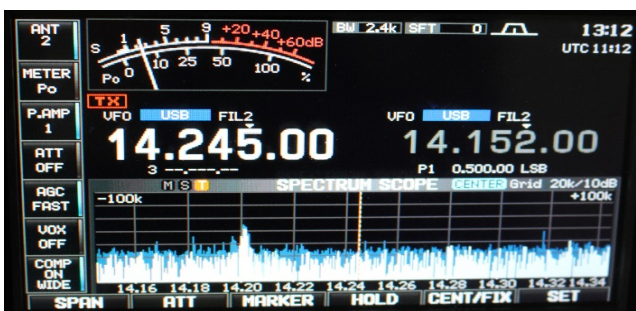 ANT
2
METER
Po
P.AMP
1
ATT
OFF
AGC
FAST
VOX
OFF
COMP
ON
WIDE
S 1 5 9 +20 +40 +60dB
Po 0 10 25 50 100 %
BW 2.4k SFT 0
13:12
UTC 11:12
TX
VFO USB FIL2
14.245.00
3 --.---.--
VFO USB FIL2
14.152.00
P1 0.500.00 LSB
M S T SPECTRUM SCOPE CENTER Grid 20k/10dB
-100k +100k
14.16 14.18 14.20 14.22 14.24 14.26 14.28 14.30 14.32 14.34
SPAN ATT MARKER HOLD CENT/FIX SET